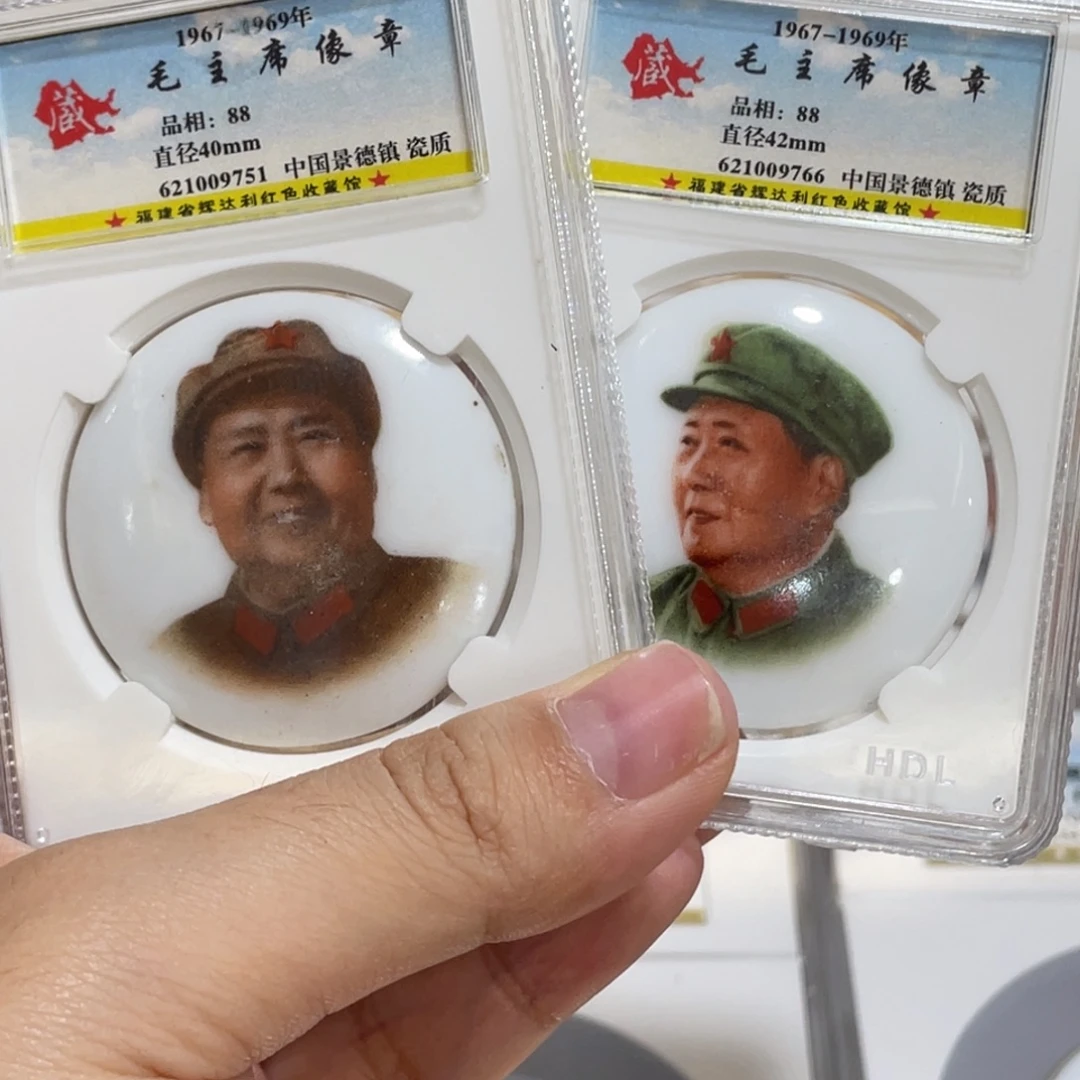 1967-1969年
毛主席像章
藏
品相：88
直径40mm
621009751 中国景德镇 瓷质
★ 福建省辉达利红色收藏馆 ★
1967-1969年
毛主席像章
藏
品相：88
直径42mm
621009766 中国景德镇 瓷质
★ 福建省辉达利红色收藏馆 ★
HDL